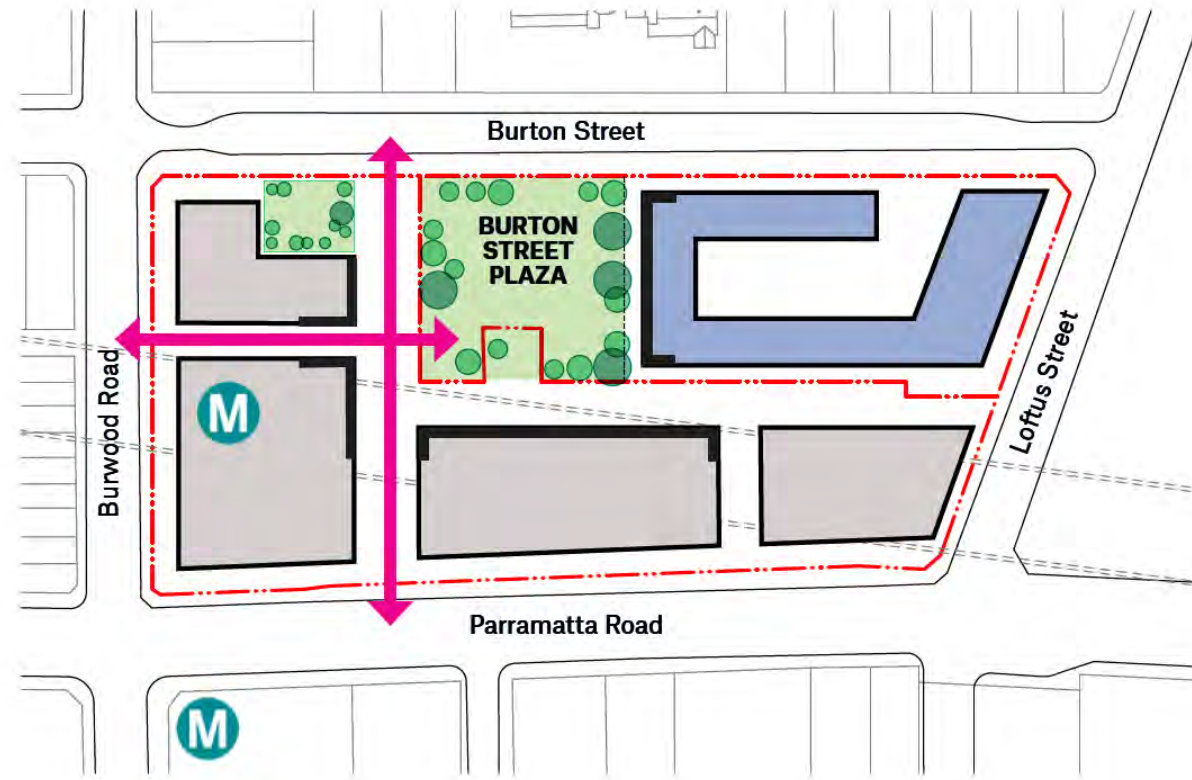 Burton Street
BURTON
STREET
PLAZA
Burwood Road
M
Loftus Street
Parramatta Road
M